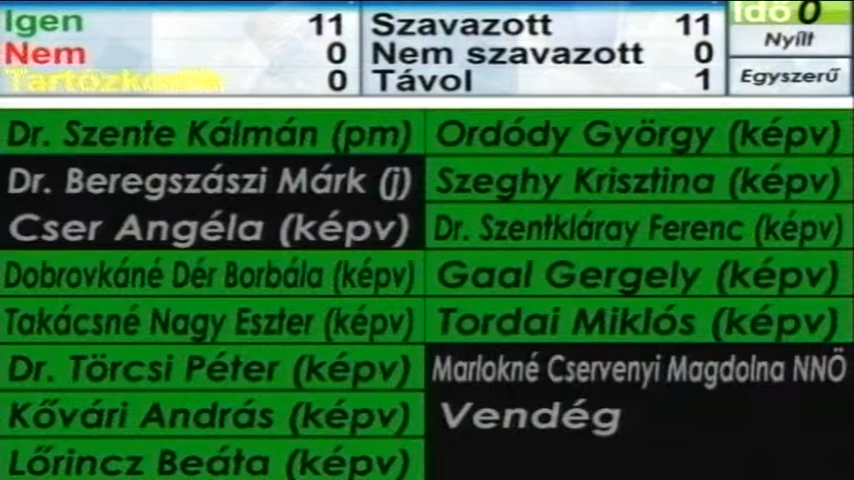 Igen 11 Szavazott 11 Idő 0
Nem 0 Nem szavazott 0 Nyílt
Tartózkodik 0 Távol 1 Egyszerű
Dr. Szente Kálmán (pm) Ordódy György (képv)
Dr. Beregszászi Márk (j) Szeghy Krisztina (képv)
Cser Angéla (képv) Dr. Szentkláray Ferenc (képv)
Dobrovkáné Dér Borbála (képv) Gaal Gergely (képv)
Takácsné Nagy Eszter (képv) Tordai Miklós (képv)
Dr. Törcsi Péter (képv) Marlokné Cservenyi Magdolna NNÖ
Kővári András (képv) Vendég
Lőrincz Beáta (képv)